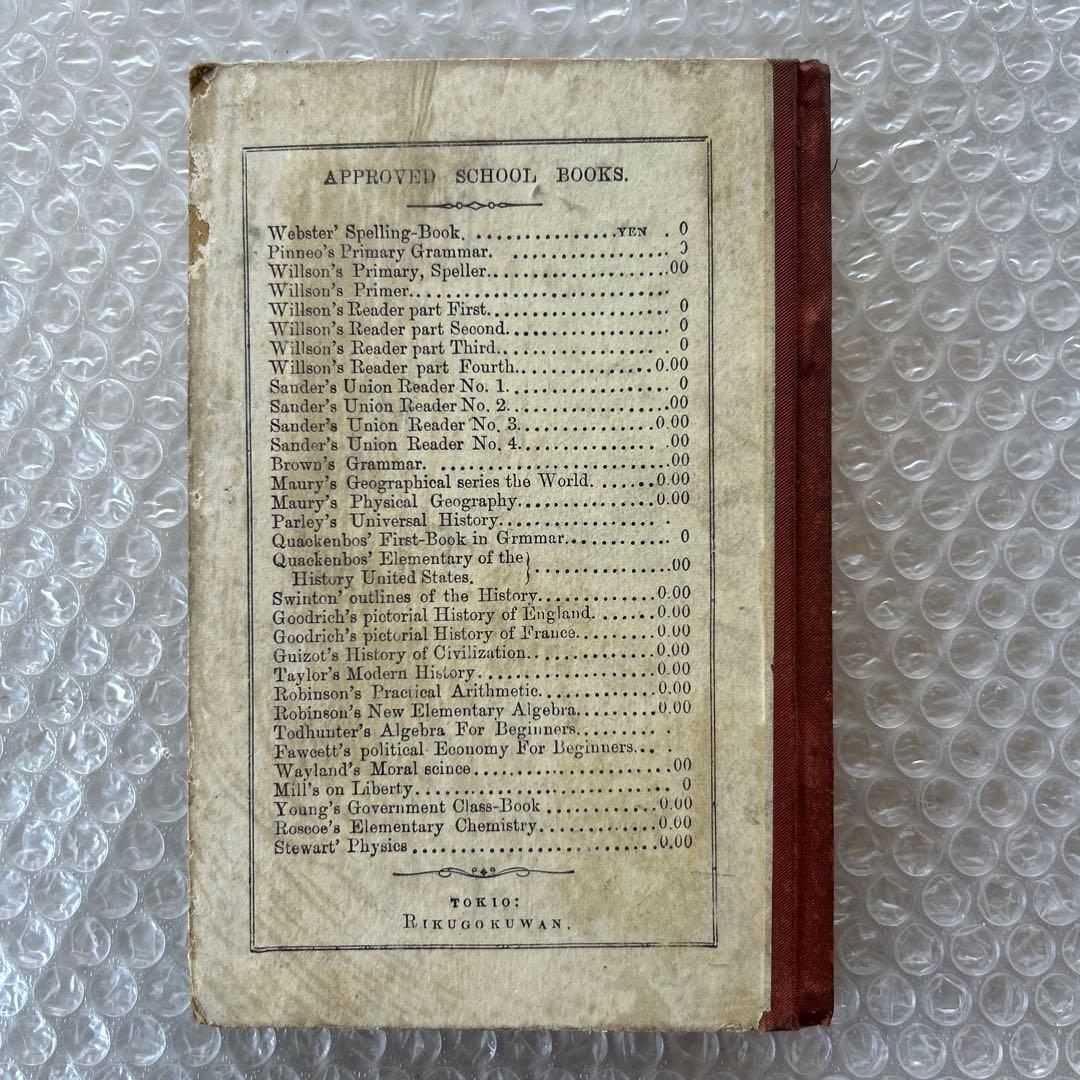 APPROVED SCHOOL BOOKS.
Webster' Spelling-Book. ................YEN . 0
Pinneo's Primary Grammar. .................... 0
Willson's Primary, Speller.........................00
Willson's Primer...................................
Willson's Reader part First......................... 0
Willson's Reader part Second...................... 0
Willson's Reader part Third.................... . 0
Willson's Reader part Fourth..................0.00
Sander's Union Reader No. 1.................... 0
Sander's Union Reader No. 2.....................00
Sander's Union Reader No. 3..................0.00
Sander's Union Reader No. 4................... .00
Brown's Grammar. .............................00
Maury's Geographical series the World. .......0.00
Maury's Physical Geography..................0.00
Parley's Universal History.................... .
Quackenbos' First-Book in Grmmar............ 0
Quackenbos' Elementary of the}
History United States. } ..................00
Swinton' outlines of the History...............0.00
Goodrich's pictorial History of England. .......0.00
Goodrich's pictorial History of France..........0.00
Guizot's History of Civilization.. ..............0.00
Taylor's Modern History.......................0.00
Robinson's Practical Arithmetic...............0.00
Robinson's New Elementary Algebra..........0.00
Todhunter's Algebra For Beginners......... .
Fawcett's political Economy For Beginners... .
Wayland's Moral scince.........................00
Mill's on Liberty.............................. 0
Young's Government Class-Book ..............0.00
Roscoe's Elementary Chemistry...............0.00
Stewart' Physics ..............................0.00
TOKIO:
RIKUGOKUWAN.